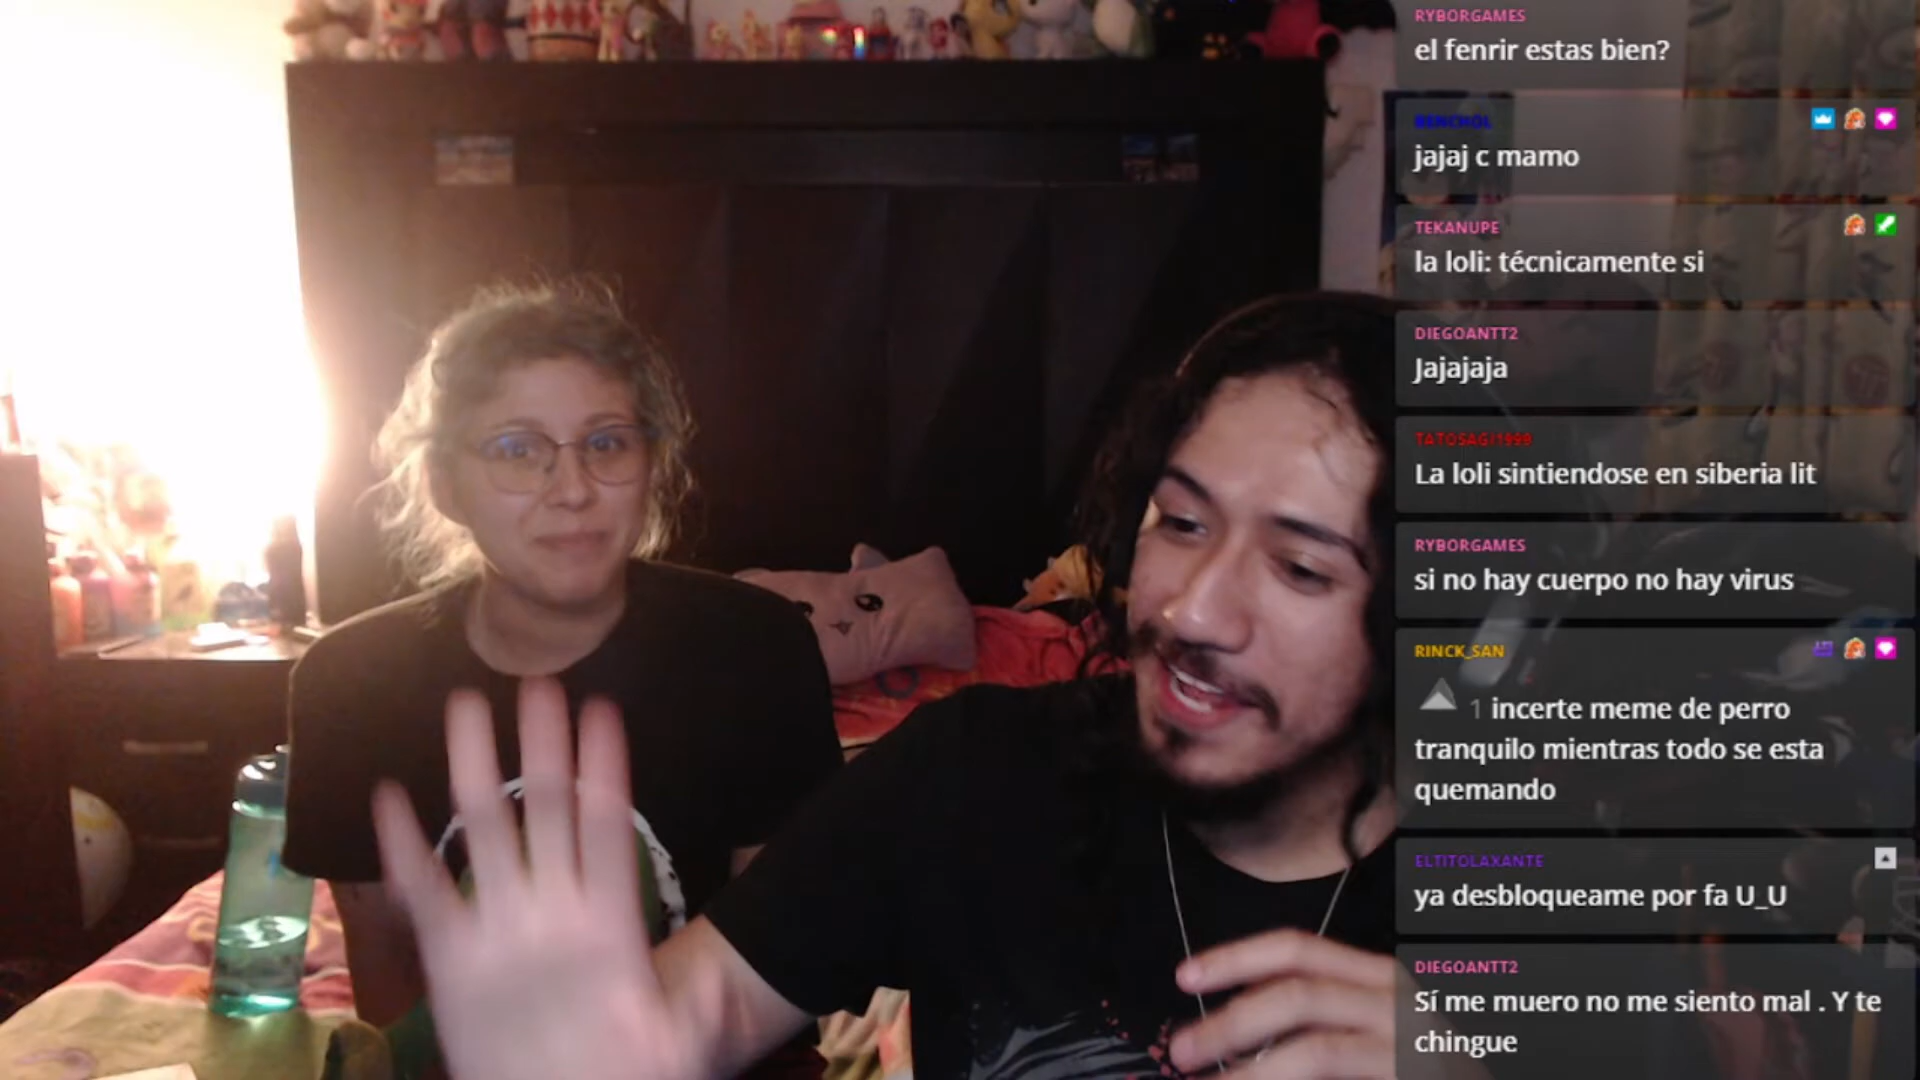 RYBORGAMES
el fenrir estas bien?
BENCHOL
jajaj c mamo
TEKANUPE
la loli: técnicamente si
DIEGOANTT2
Jajajaja
TATOSAGI1999
La loli sintiendose en siberia lit
RYBORGAMES
si no hay cuerpo no hay virus
RINCK_SAN
1 incerte meme de perro
tranquilo mientras todo se esta
quemando
ELTITOLAXANTE
ya desbloqueame por fa U_U
DIEGOANTT2
Sí me muero no me siento mal . Y te
chingue